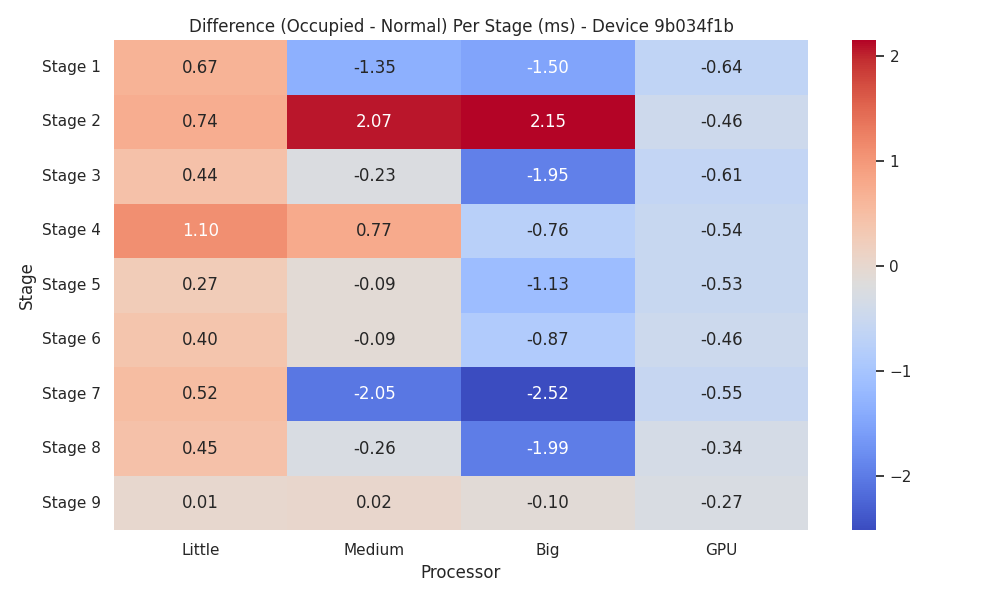 Difference (Occupied - Normal) Per Stage (ms) - Device 9b034f1b
Stage 1 0.67 -1.35 -1.50 -0.64
Stage 2 0.74 2.07 2.15 -0.46
Stage 3 0.44 -0.23 -1.95 -0.61
Stage 4 1.10 0.77 -0.76 -0.54
Stage 5 0.27 -0.09 -1.13 -0.53
Stage 6 0.40 -0.09 -0.87 -0.46
Stage 7 0.52 -2.05 -2.52 -0.55
Stage 8 0.45 -0.26 -1.99 -0.34
Stage 9 0.01 0.02 -0.10 -0.27
Little Medium Big GPU
Processor
Stage
2
1
0
−1
−2